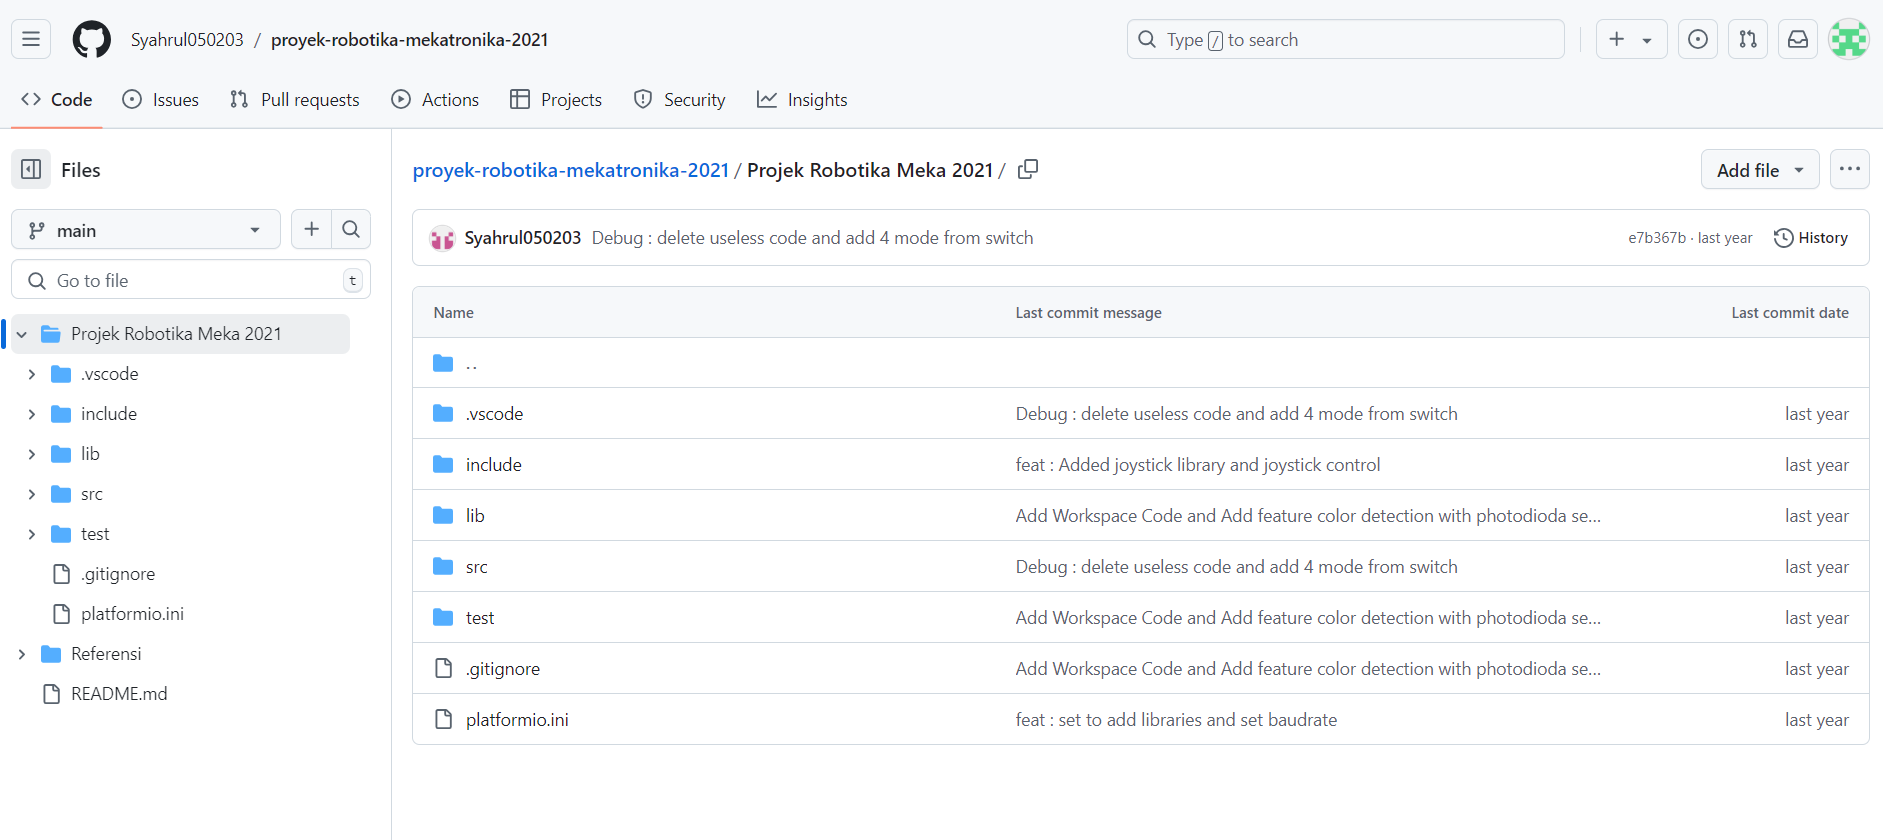 Syahrul050203 / proyek-robotika-mekatronika-2021
Type / to search
Code Issues Pull requests Actions Projects Security Insights
Files
main
Go to file t
Projek Robotika Meka 2021
.vscode
include
lib
src
test
.gitignore
platformio.ini
Referensi
README.md
proyek-robotika-mekatronika-2021 / Projek Robotika Meka 2021 /
Add file
Syahrul050203 Debug : delete useless code and add 4 mode from switch
e7b367b · last year History
Name Last commit message Last commit date
..
.vscode Debug : delete useless code and add 4 mode from switch last year
include feat : Added joystick library and joystick control last year
lib Add Workspace Code and Add feature color detection with photodioda se... last year
src Debug : delete useless code and add 4 mode from switch last year
test Add Workspace Code and Add feature color detection with photodioda se... last year
.gitignore Add Workspace Code and Add feature color detection with photodioda se... last year
platformio.ini feat : set to add libraries and set baudrate last year